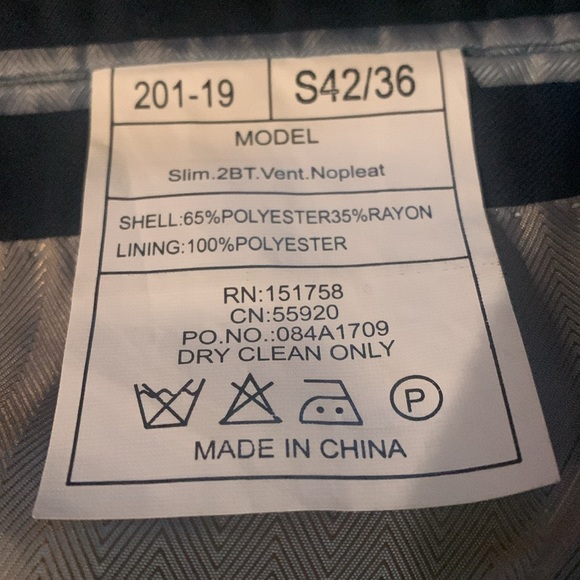 201-19 S42/36
MODEL
Slim.2BT.Vent.Nopleat
SHELL:65%POLYESTER35%RAYON
LINING:100%POLYESTER
RN:151758
CN:55920
PO.NO.:084A1709
DRY CLEAN ONLY
P
MADE IN CHINA